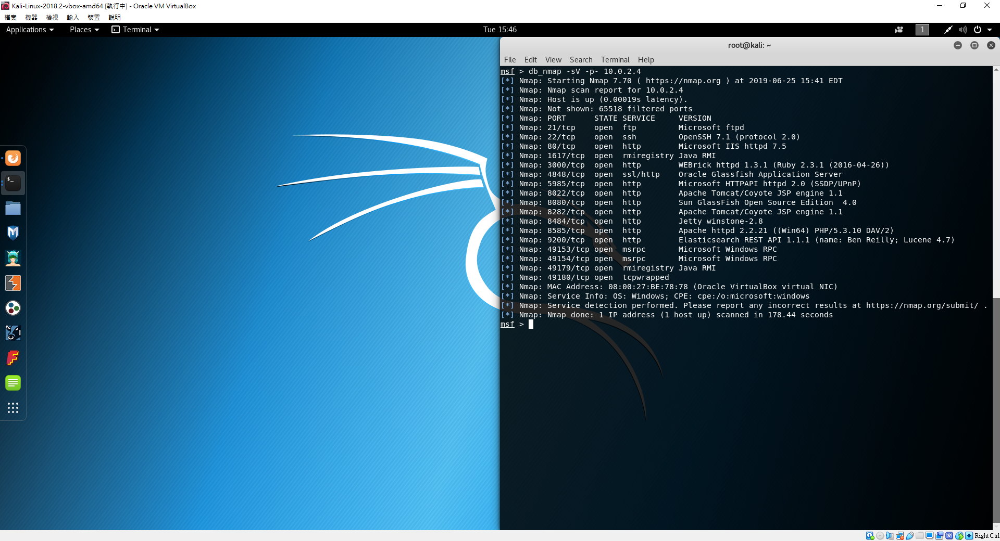 Kali-Linux-2018.2-vbox-amd64 [執行中] - Oracle VM VirtualBox
檔案 機器 檢視 輸入 裝置 說明
Applications Places Terminal Tue 15:46 1
root@kali: ~
File Edit View Search Terminal Help
msf > db_nmap -sV -p- 10.0.2.4
[*] Nmap: Starting Nmap 7.70 ( https://nmap.org ) at 2019-06-25 15:41 EDT
[*] Nmap: Nmap scan report for 10.0.2.4
[*] Nmap: Host is up (0.00019s latency).
[*] Nmap: Not shown: 65518 filtered ports
[*] Nmap: PORT      STATE SERVICE     VERSION
[*] Nmap: 21/tcp    open  ftp         Microsoft ftpd
[*] Nmap: 22/tcp    open  ssh         OpenSSH 7.1 (protocol 2.0)
[*] Nmap: 80/tcp    open  http        Microsoft IIS httpd 7.5
[*] Nmap: 1617/tcp  open  rmiregistry Java RMI
[*] Nmap: 3000/tcp  open  http        WEBrick httpd 1.3.1 (Ruby 2.3.1 (2016-04-26))
[*] Nmap: 4848/tcp  open  ssl/http    Oracle Glassfish Application Server
[*] Nmap: 5985/tcp  open  http        Microsoft HTTPAPI httpd 2.0 (SSDP/UPnP)
[*] Nmap: 8022/tcp  open  http        Apache Tomcat/Coyote JSP engine 1.1
[*] Nmap: 8080/tcp  open  http        Sun GlassFish Open Source Edition  4.0
[*] Nmap: 8282/tcp  open  http        Apache Tomcat/Coyote JSP engine 1.1
[*] Nmap: 8484/tcp  open  http        Jetty winstone-2.8
[*] Nmap: 8585/tcp  open  http        Apache httpd 2.2.21 ((Win64) PHP/5.3.10 DAV/2)
[*] Nmap: 9200/tcp  open  http        Elasticsearch REST API 1.1.1 (name: Ben Reilly; Lucene 4.7)
[*] Nmap: 49153/tcp open  msrpc       Microsoft Windows RPC
[*] Nmap: 49154/tcp open  msrpc       Microsoft Windows RPC
[*] Nmap: 49179/tcp open  rmiregistry Java RMI
[*] Nmap: 49180/tcp open  tcpwrapped
[*] Nmap: MAC Address: 08:00:27:BE:78:78 (Oracle VirtualBox virtual NIC)
[*] Nmap: Service Info: OS: Windows; CPE: cpe:/o:microsoft:windows
[*] Nmap: Service detection performed. Please report any incorrect results at https://nmap.org/submit/ .
[*] Nmap: Nmap done: 1 IP address (1 host up) scanned in 178.44 seconds
msf >
Right Ctrl